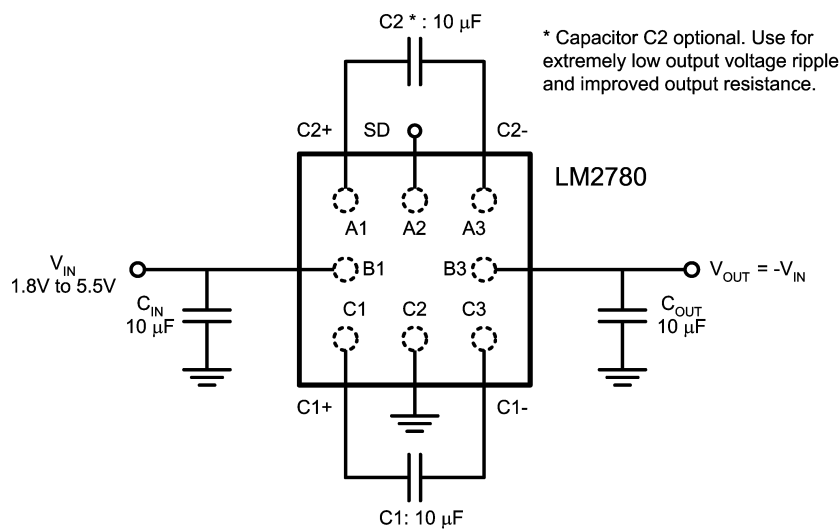 C2 * : 10 µF
* Capacitor C2 optional. Use for
extremely low output voltage ripple
and improved output resistance.
C2+
SD
C2-
LM2780
A1
A2
A3
V_IN
1.8V to 5.5V
B1
B3
V_OUT = -V_IN
C_IN
10 µF
C1
C2
C3
C_OUT
10 µF
C1+
C1-
C1: 10 µF